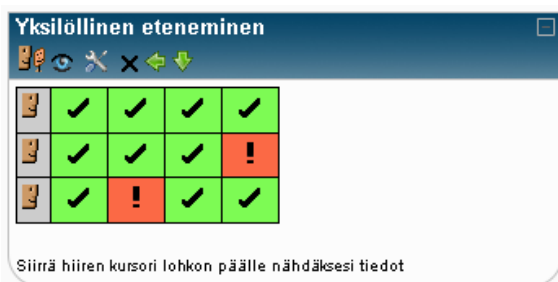 Yksilöllinen eteneminen
!
!
Siirrä hiiren kursori lohkon päälle nähdäksesi tiedot